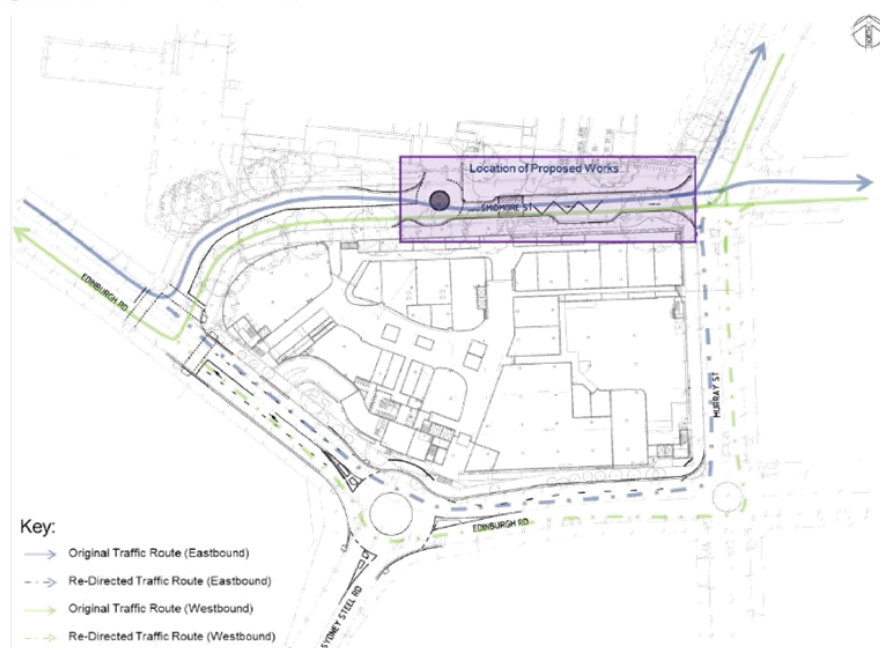 NORTH
Location of Proposed Works
SMIDMORE ST
EDINBURGH RD
MURRAY ST
EDINBURGH RD
SYDNEY STEEL RD
Key:
Original Traffic Route (Eastbound)
Re-Directed Traffic Route (Eastbound)
Original Traffic Route (Westbound)
Re-Directed Traffic Route (Westbound)